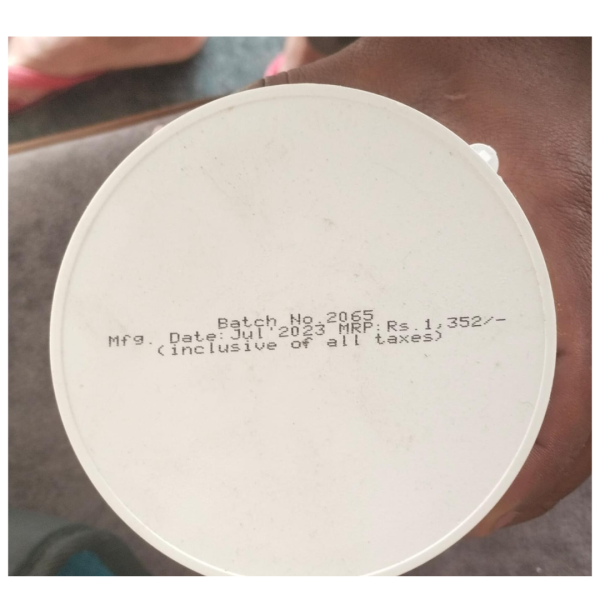 Batch No.2065
Mfg. Date:Jul'2023 MRP:Rs.1,352/-
(inclusive of all taxes)